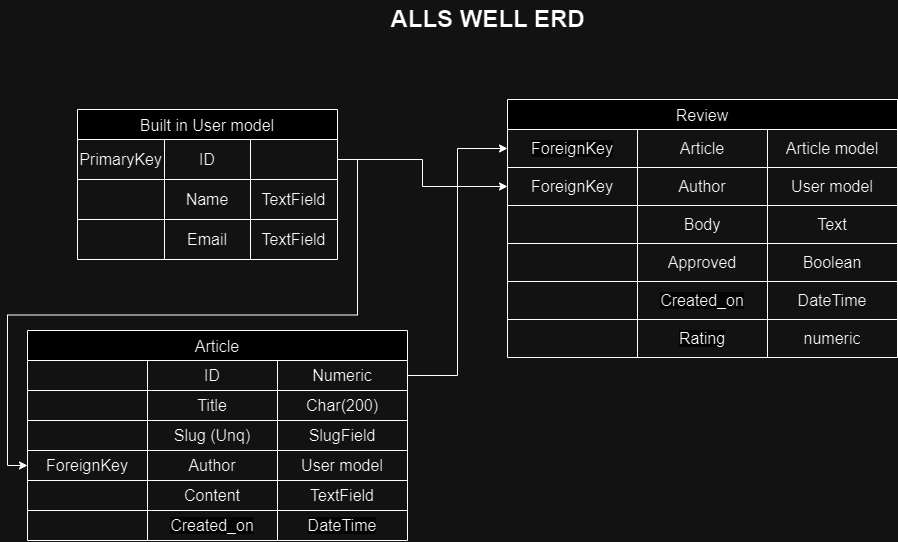 ALLS WELL ERD
Built in User model
PrimaryKey ID
Name TextField
Email TextField
Review
ForeignKey Article Article model
ForeignKey Author User model
Body Text
Approved Boolean
Created_on DateTime
Rating numeric
Article
ID Numeric
Title Char(200)
Slug (Unq) SlugField
ForeignKey Author User model
Content TextField
Created_on DateTime